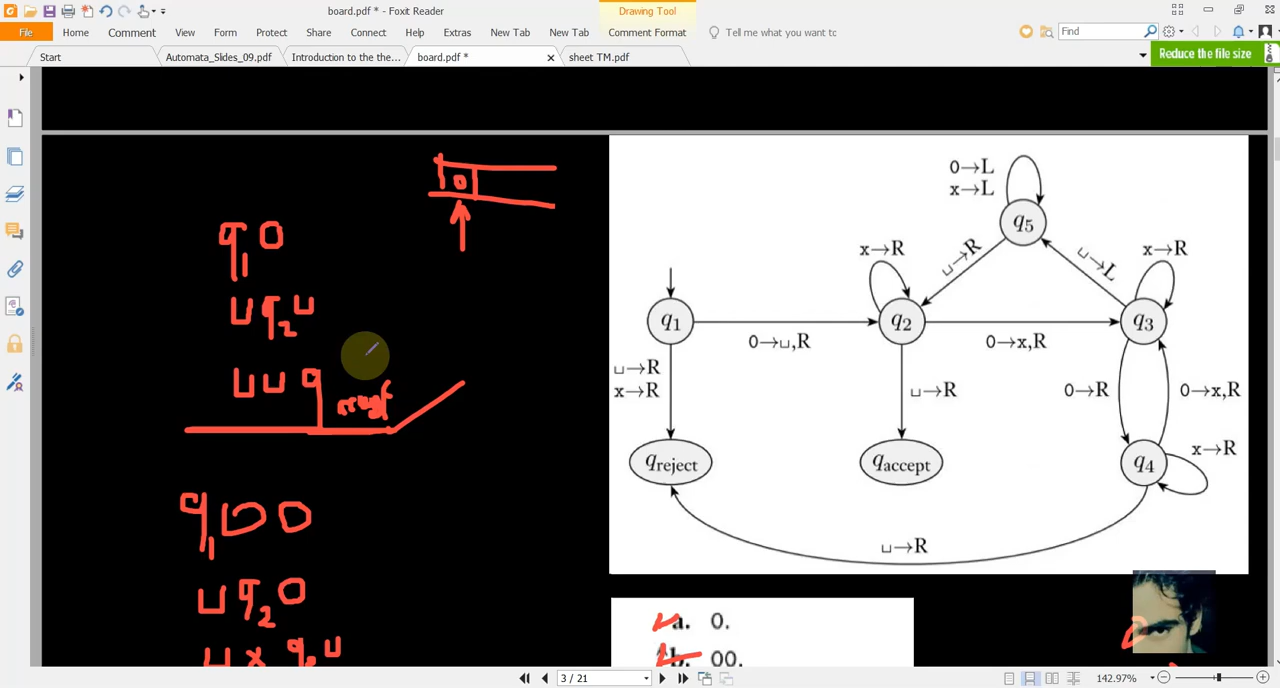 board.pdf * - Foxit Reader
Drawing Tool
File Home Comment View Form Protect Share Connect Help Extras New Tab New Tab Comment Format Tell me what you want tc Find
Start Automata_Slides_09.pdf Introduction to the the... board.pdf * sheet TM.pdf Reduce the file size
q1 0
⊔ q2 ⊔
⊔ ⊔ q
0
q1 0 0
⊔ q2 0
⊔ x q ⊔
0→L
x→L
q5
x→R
⊔→R
⊔→L
x→R
q1
q2
q3
0→⊔,R
0→x,R
⊔→R
x→R
⊔→R
0→R
0→x,R
qreject
qaccept
q4
x→R
⊔→R
a. 0.
b. 00.
3 / 21
142.97%